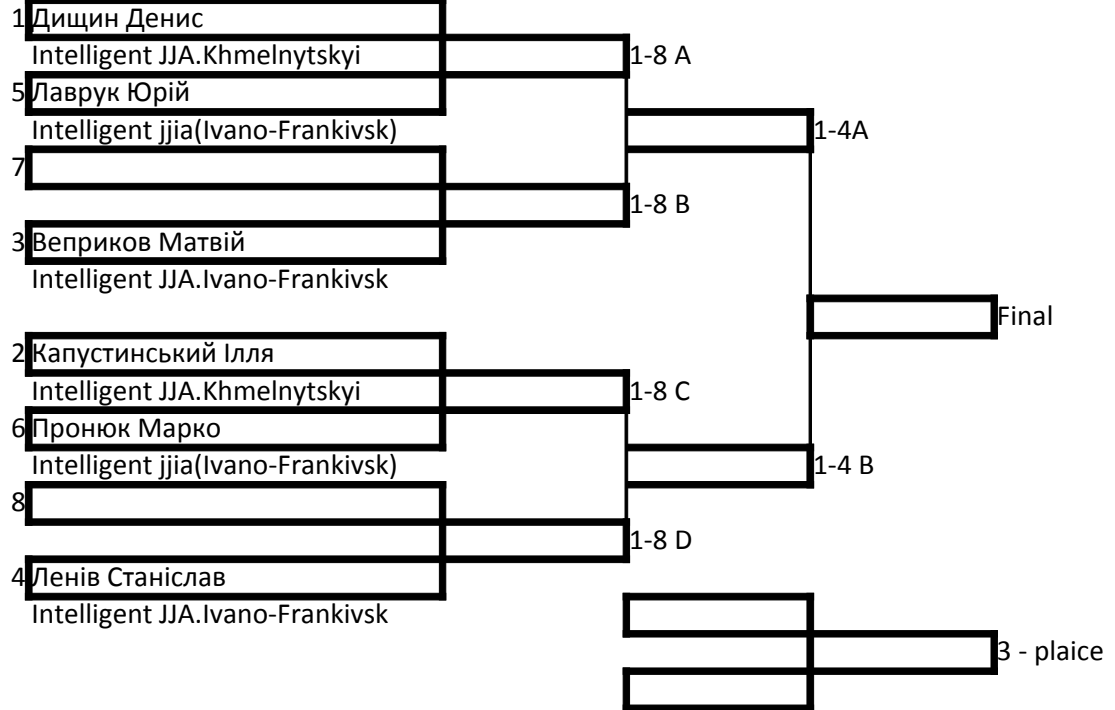 1 Дищин Денис
Intelligent JJA.Khmelnytskyi
1-8 A
5 Лаврук Юрій
Intelligent jjia(Ivano-Frankivsk)
1-4A
7
1-8 B
3 Веприков Матвій
Intelligent JJA.Ivano-Frankivsk
Final
2 Капустинський Ілля
Intelligent JJA.Khmelnytskyi
1-8 C
6 Пронюк Марко
Intelligent jjia(Ivano-Frankivsk)
1-4 B
8
1-8 D
4 Ленів Станіслав
Intelligent JJA.Ivano-Frankivsk
3 - plaice